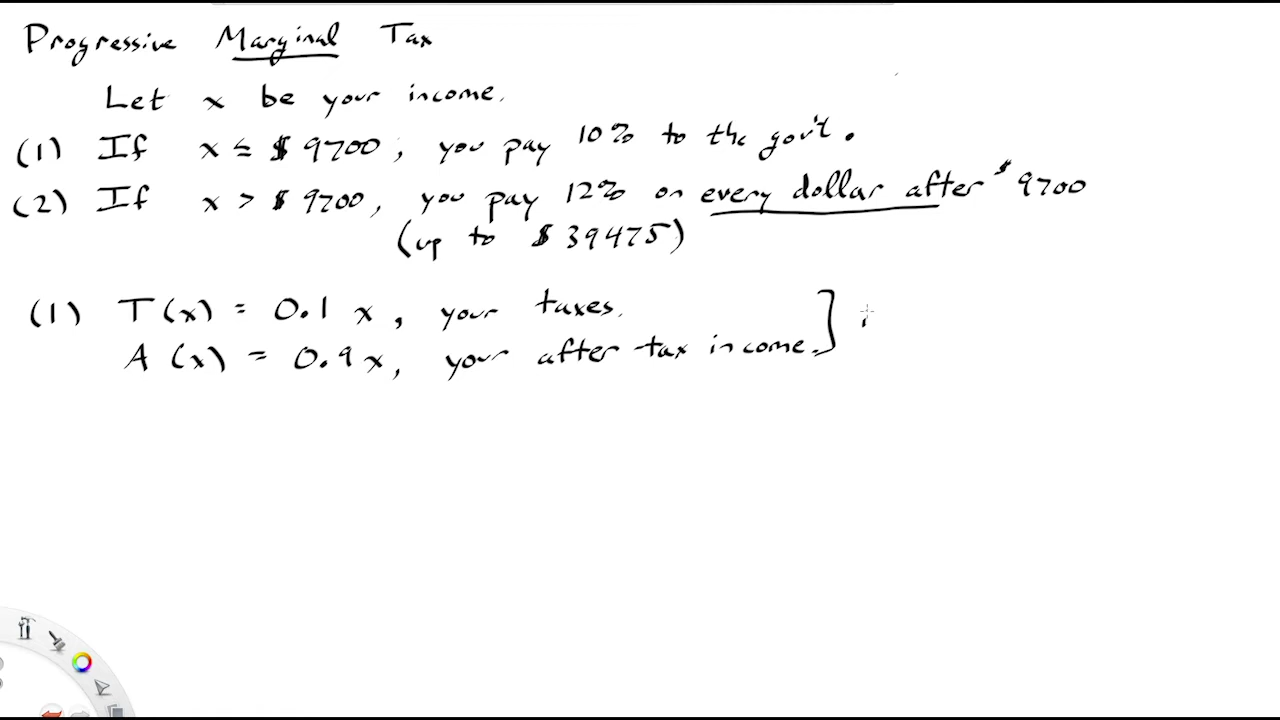 Progressive Marginal Tax
Let x be your income.
(1) If x ≤ $9700, you pay 10% to the gov't.
(2) If x > $9700, you pay 12% on every dollar after $9700
(up to $39475)
(1) T(x) = 0.1x, your taxes.
A(x) = 0.9x, your after-tax income.